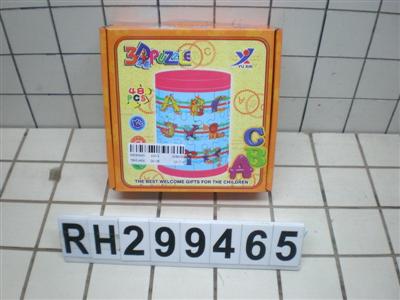 3D PUZZLE
YU XIN
48
PCS
A B C
X Y
C
B
A
THE BEST WELCOME GIFTS FOR THE CHILDREN
RH299465